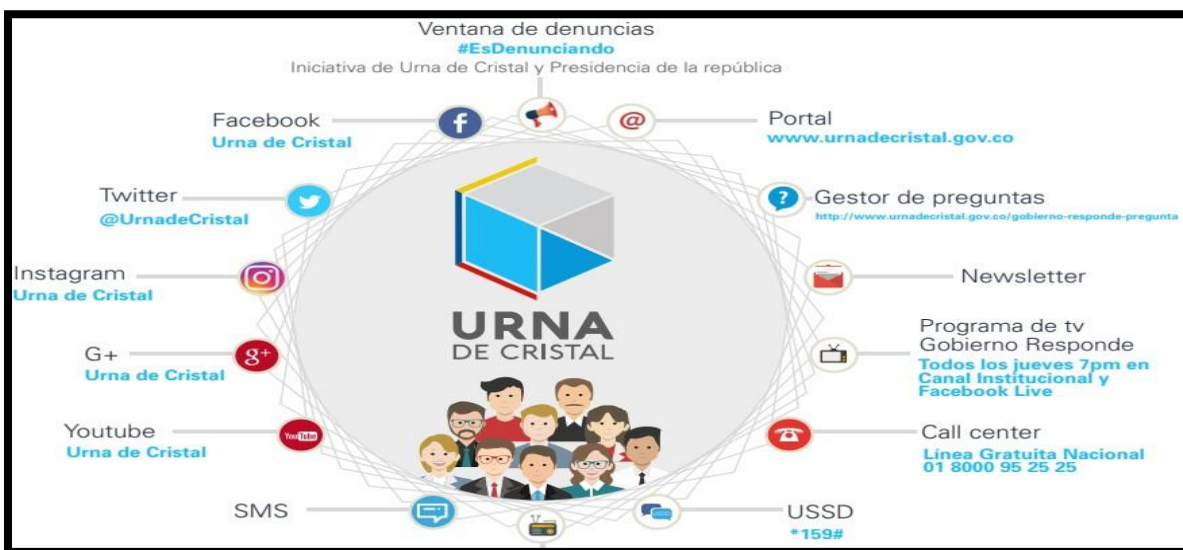 Ventana de denuncias
#EsDenunciando
Iniciativa de Urna de Cristal y Presidencia de la república
Facebook
Urna de Cristal
f
@
Portal
www.urnadecristal.gov.co
Twitter
@UrnadeCristal
?
Gestor de preguntas
http://www.urnadecristal.gov.co/gobierno-responde-pregunta
Instagram
Urna de Cristal
Newsletter
URNA
DE CRISTAL
G+
Urna de Cristal
g+
Programa de tv
Gobierno Responde
Todos los jueves 7pm en
Canal Institucional y
Facebook Live
Youtube
Urna de Cristal
YouTube
Call center
Línea Gratuita Nacional
01 8000 95 25 25
SMS
USSD
*159#